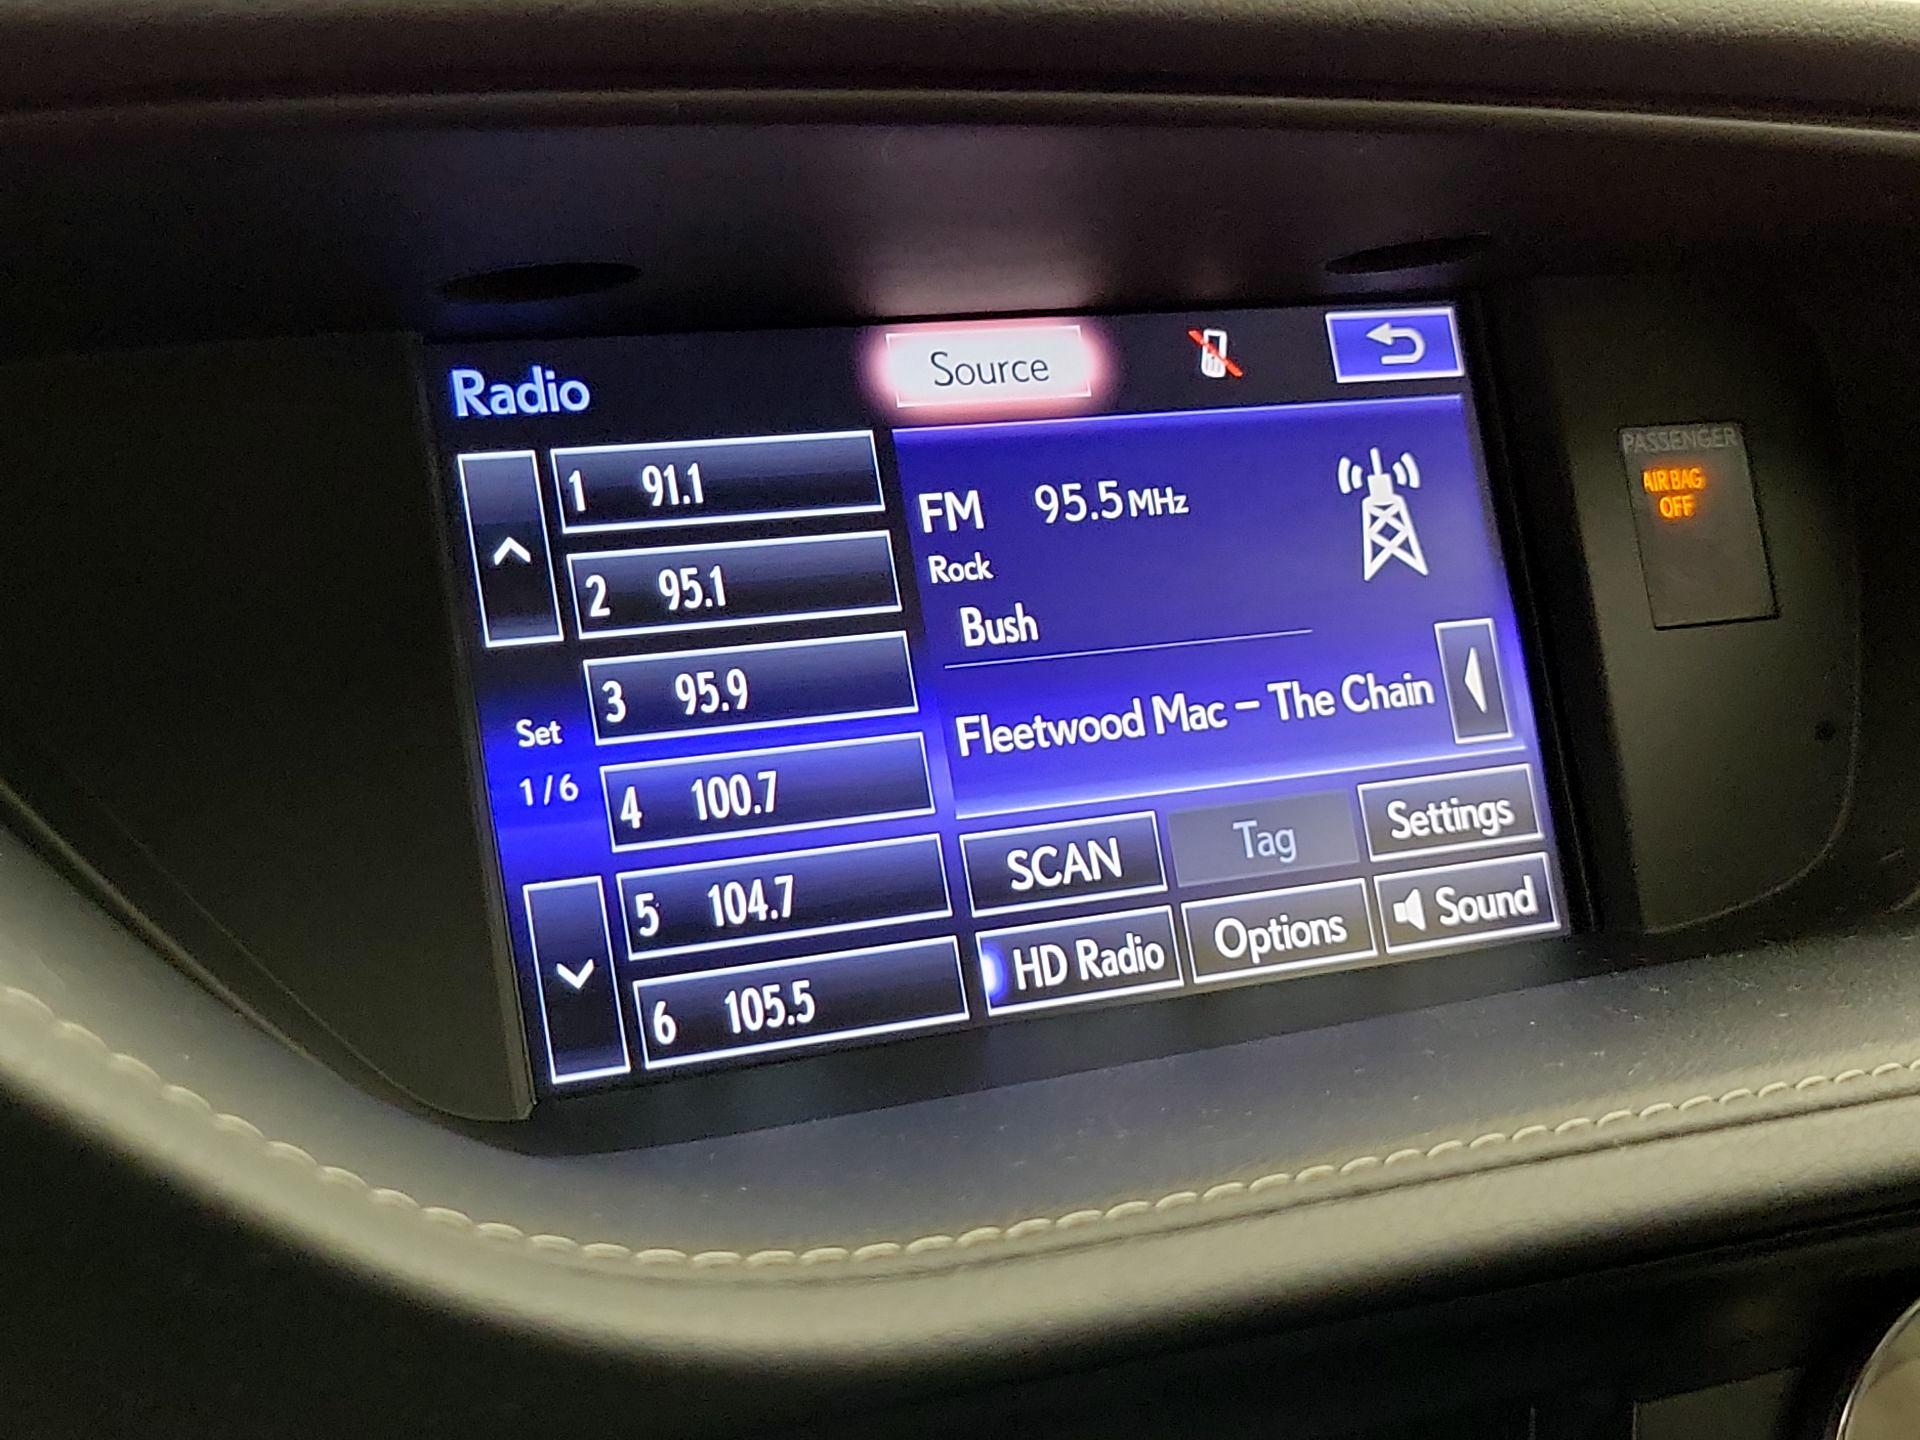 Radio
Source
1 91.1
2 95.1
3 95.9
4 100.7
5 104.7
6 105.5
Set
1/6
FM 95.5 MHz
Rock
Bush
Fleetwood Mac - The Chain
SCAN
Tag
Settings
HD Radio
Options
Sound
PASSENGER
AIR BAG
OFF